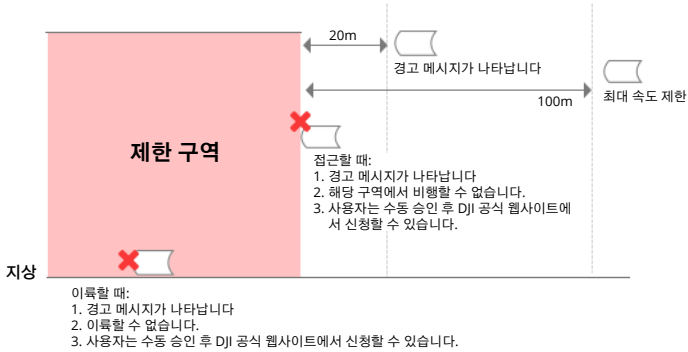 20m
경고 메시지가 나타납니다
최대 속도 제한
100m
제한 구역
접근할 때:
1. 경고 메시지가 나타납니다
2. 해당 구역에서 비행할 수 없습니다.
3. 사용자는 수동 승인 후 DJI 공식 웹사이트에
서 신청할 수 있습니다.
지상
이륙할 때:
1. 경고 메시지가 나타납니다
2. 이륙할 수 없습니다.
3. 사용자는 수동 승인 후 DJI 공식 웹사이트에서 신청할 수 있습니다.